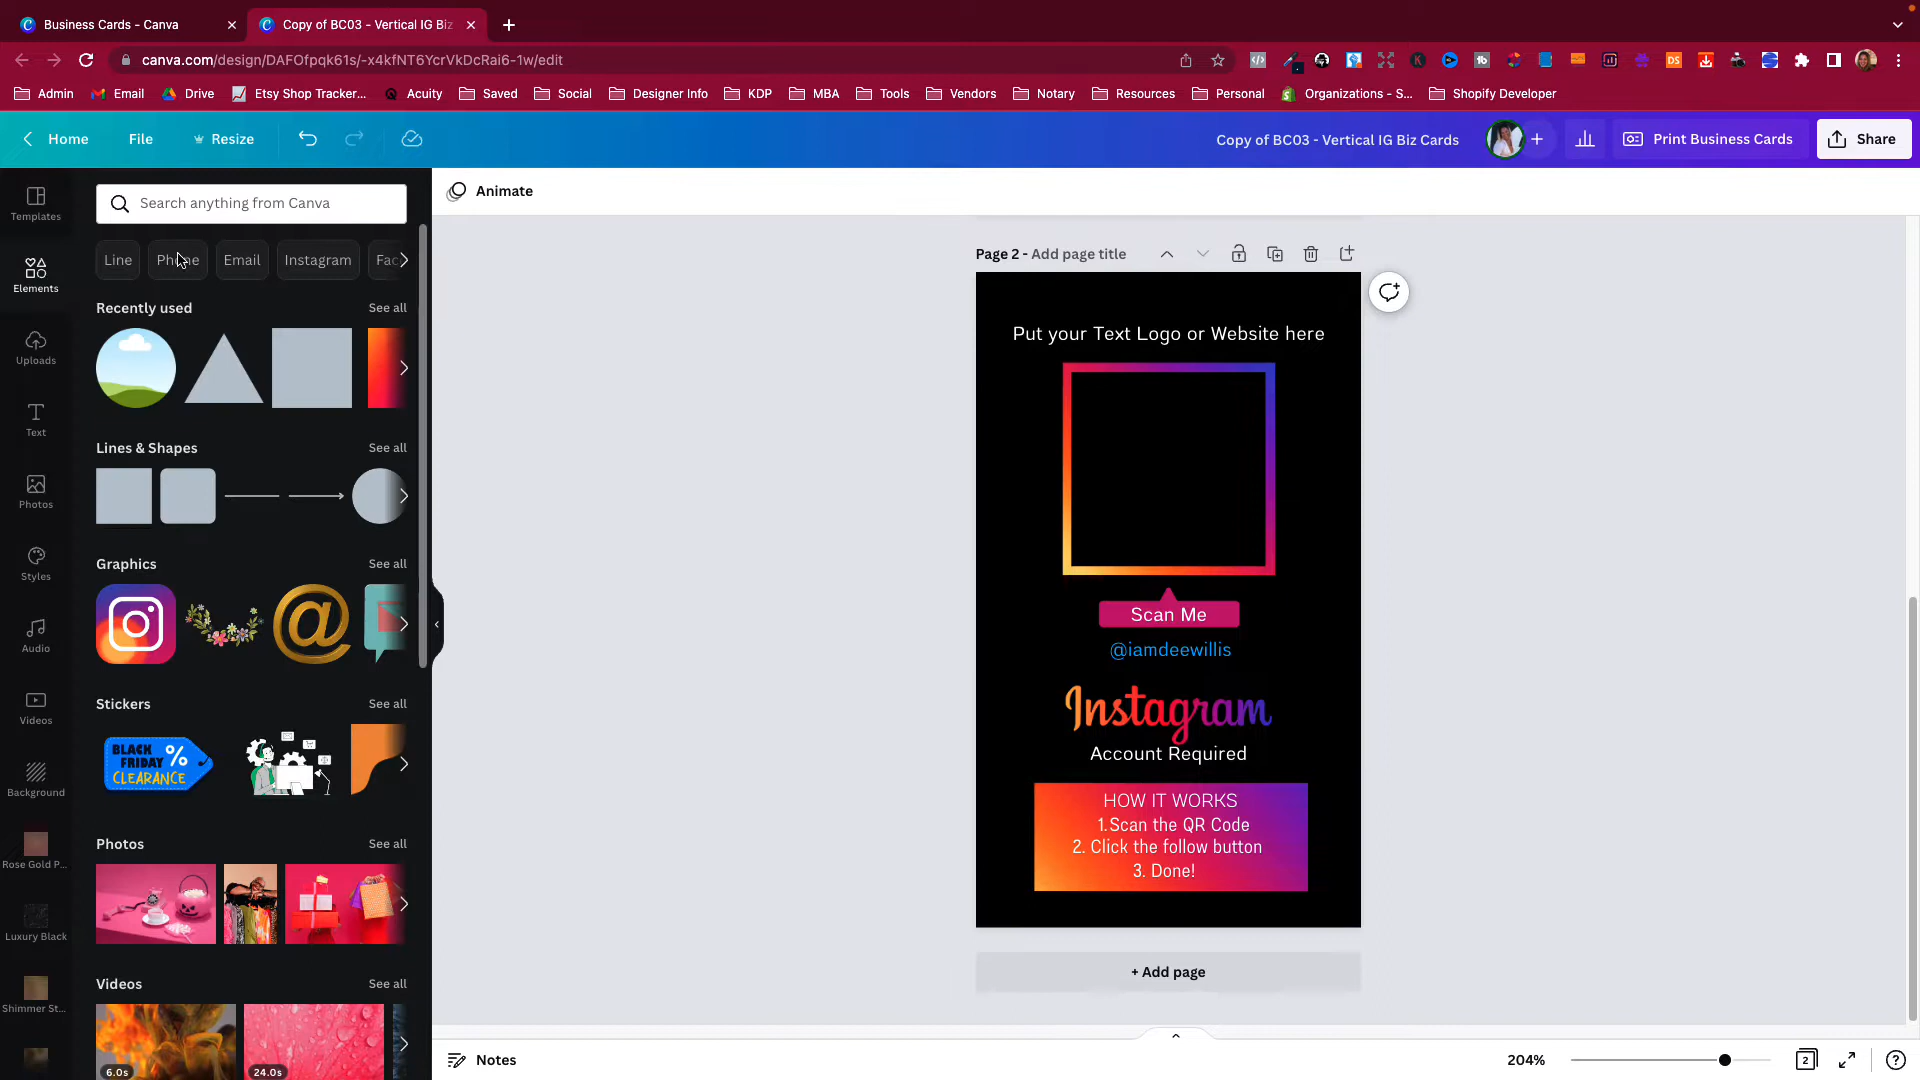 Business Cards - Canva
Copy of BC03 - Vertical IG Biz
canva.com/design/DAFOfpqk61s/-x4kfNT6YcrVkDcRai6-1w/edit
Admin
Email
Drive
Etsy Shop Tracker...
Acuity
Saved
Social
Designer Info
KDP
MBA
Tools
Vendors
Notary
Resources
Personal
Organizations - S...
Shopify Developer
Home
File
Resize
Copy of BC03 - Vertical IG Biz Cards
Print Business Cards
Share
Templates
Elements
Uploads
Text
Photos
Styles
Audio
Videos
Background
Rose Gold P...
Luxury Black
Shimmer St...
Search anything from Canva
Line
Phone
Email
Instagram
Fac
Recently used
See all
Lines & Shapes
See all
Graphics
See all
@
Stickers
See all
BLACK
FRIDAY %
CLEARANCE
Photos
See all
Videos
See all
6.0s
24.0s
Animate
Page 2 - Add page title
Put your Text Logo or Website here
Scan Me
@iamdeewillis
Instagram
Account Required
HOW IT WORKS
1.Scan the QR Code
2. Click the follow button
3. Done!
+ Add page
Notes
204%
2